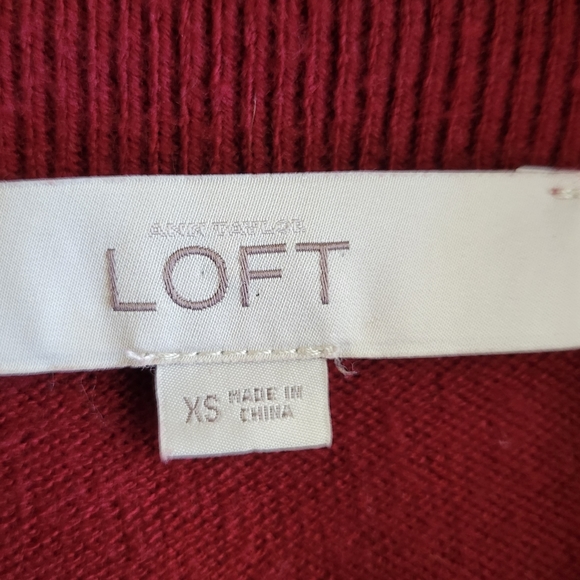 ANN TAYLOR
LOFT
XS MADE IN
CHINA